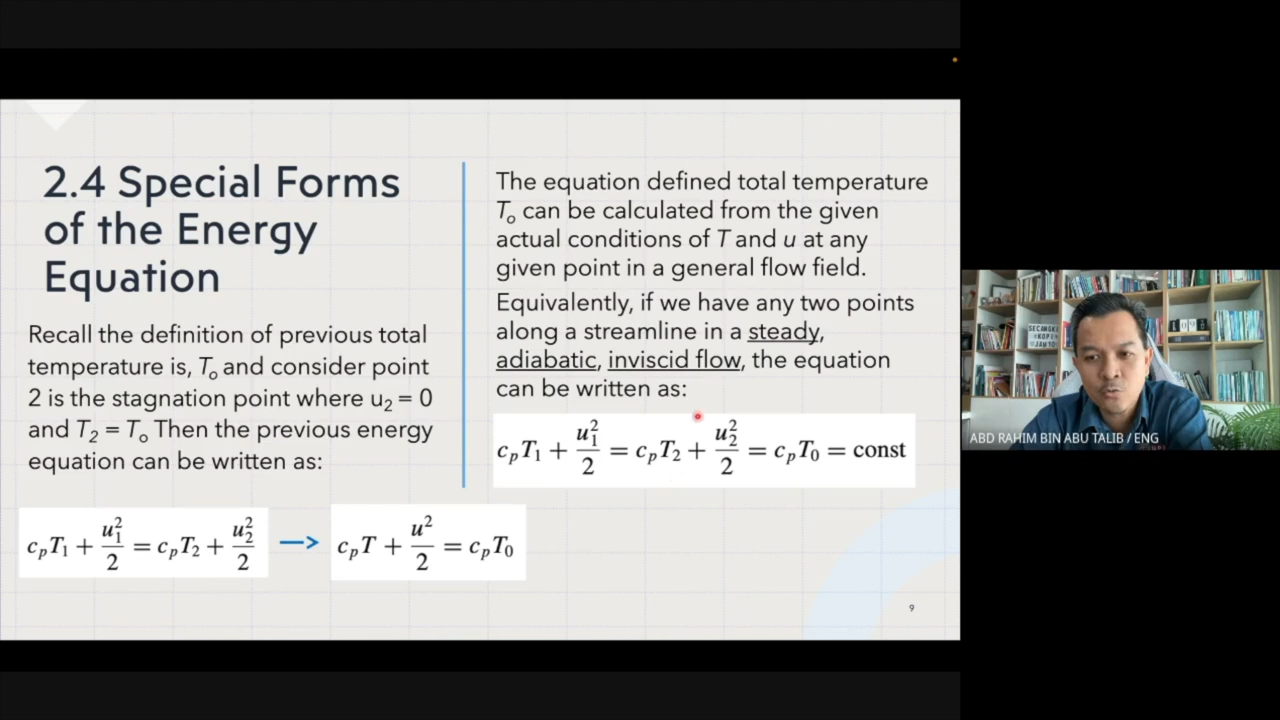 2.4 Special Forms
of the Energy
Equation
Recall the definition of previous total
temperature is, Tₒ and consider point
2 is the stagnation point where u₂ = 0
and T₂ = Tₒ. Then the previous energy
equation can be written as:
cₚT₁ + u₁²/2 = cₚT₂ + u₂²/2
cₚT + u²/2 = cₚT₀
The equation defined total temperature
Tₒ can be calculated from the given
actual conditions of T and u at any
given point in a general flow field.
Equivalently, if we have any two points
along a streamline in a steady,
adiabatic, inviscid flow, the equation
can be written as:
cₚT₁ + u₁²/2 = cₚT₂ + u₂²/2 = cₚT₀ = const
9
SECANGKI
ABD RAHIM BIN ABU TALIB / ENG